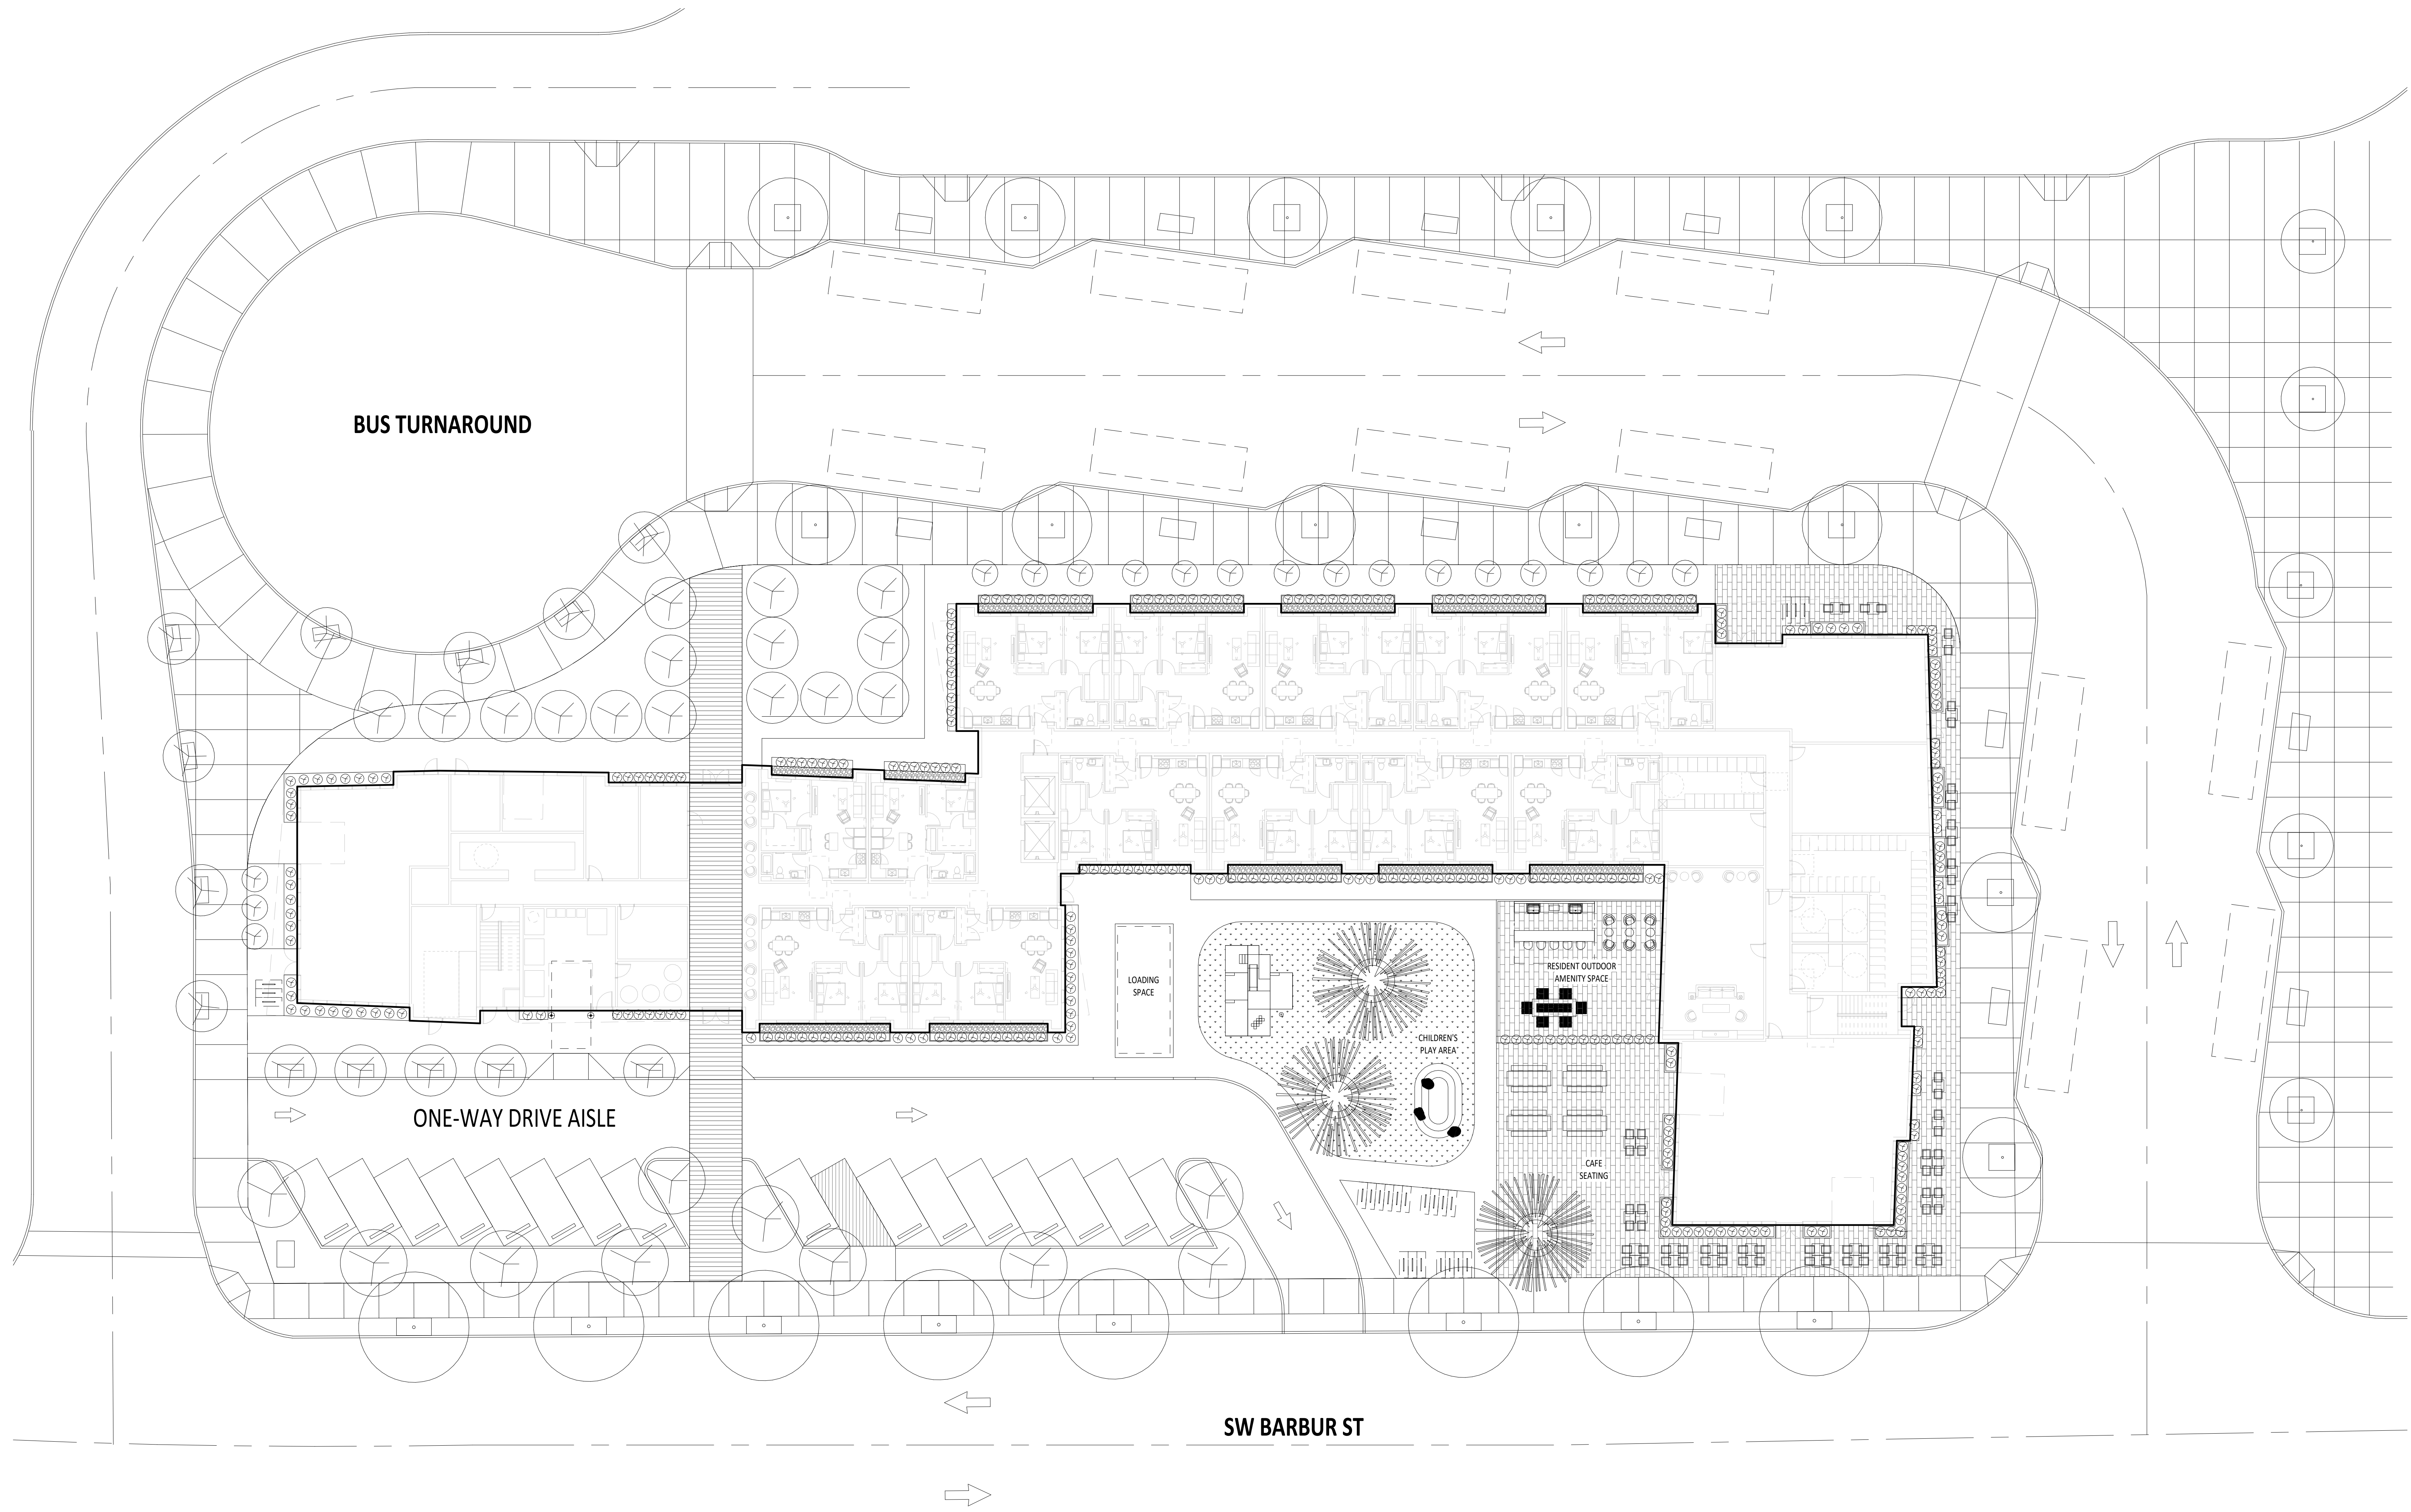 BUS TURNAROUND
RESIDENT OUTDOOR
AMENITY SPACE
LOADING
SPACE
CHILDREN'S
PLAY AREA
ONE-WAY DRIVE AISLE
CAFE
SEATING
SW BARBUR ST